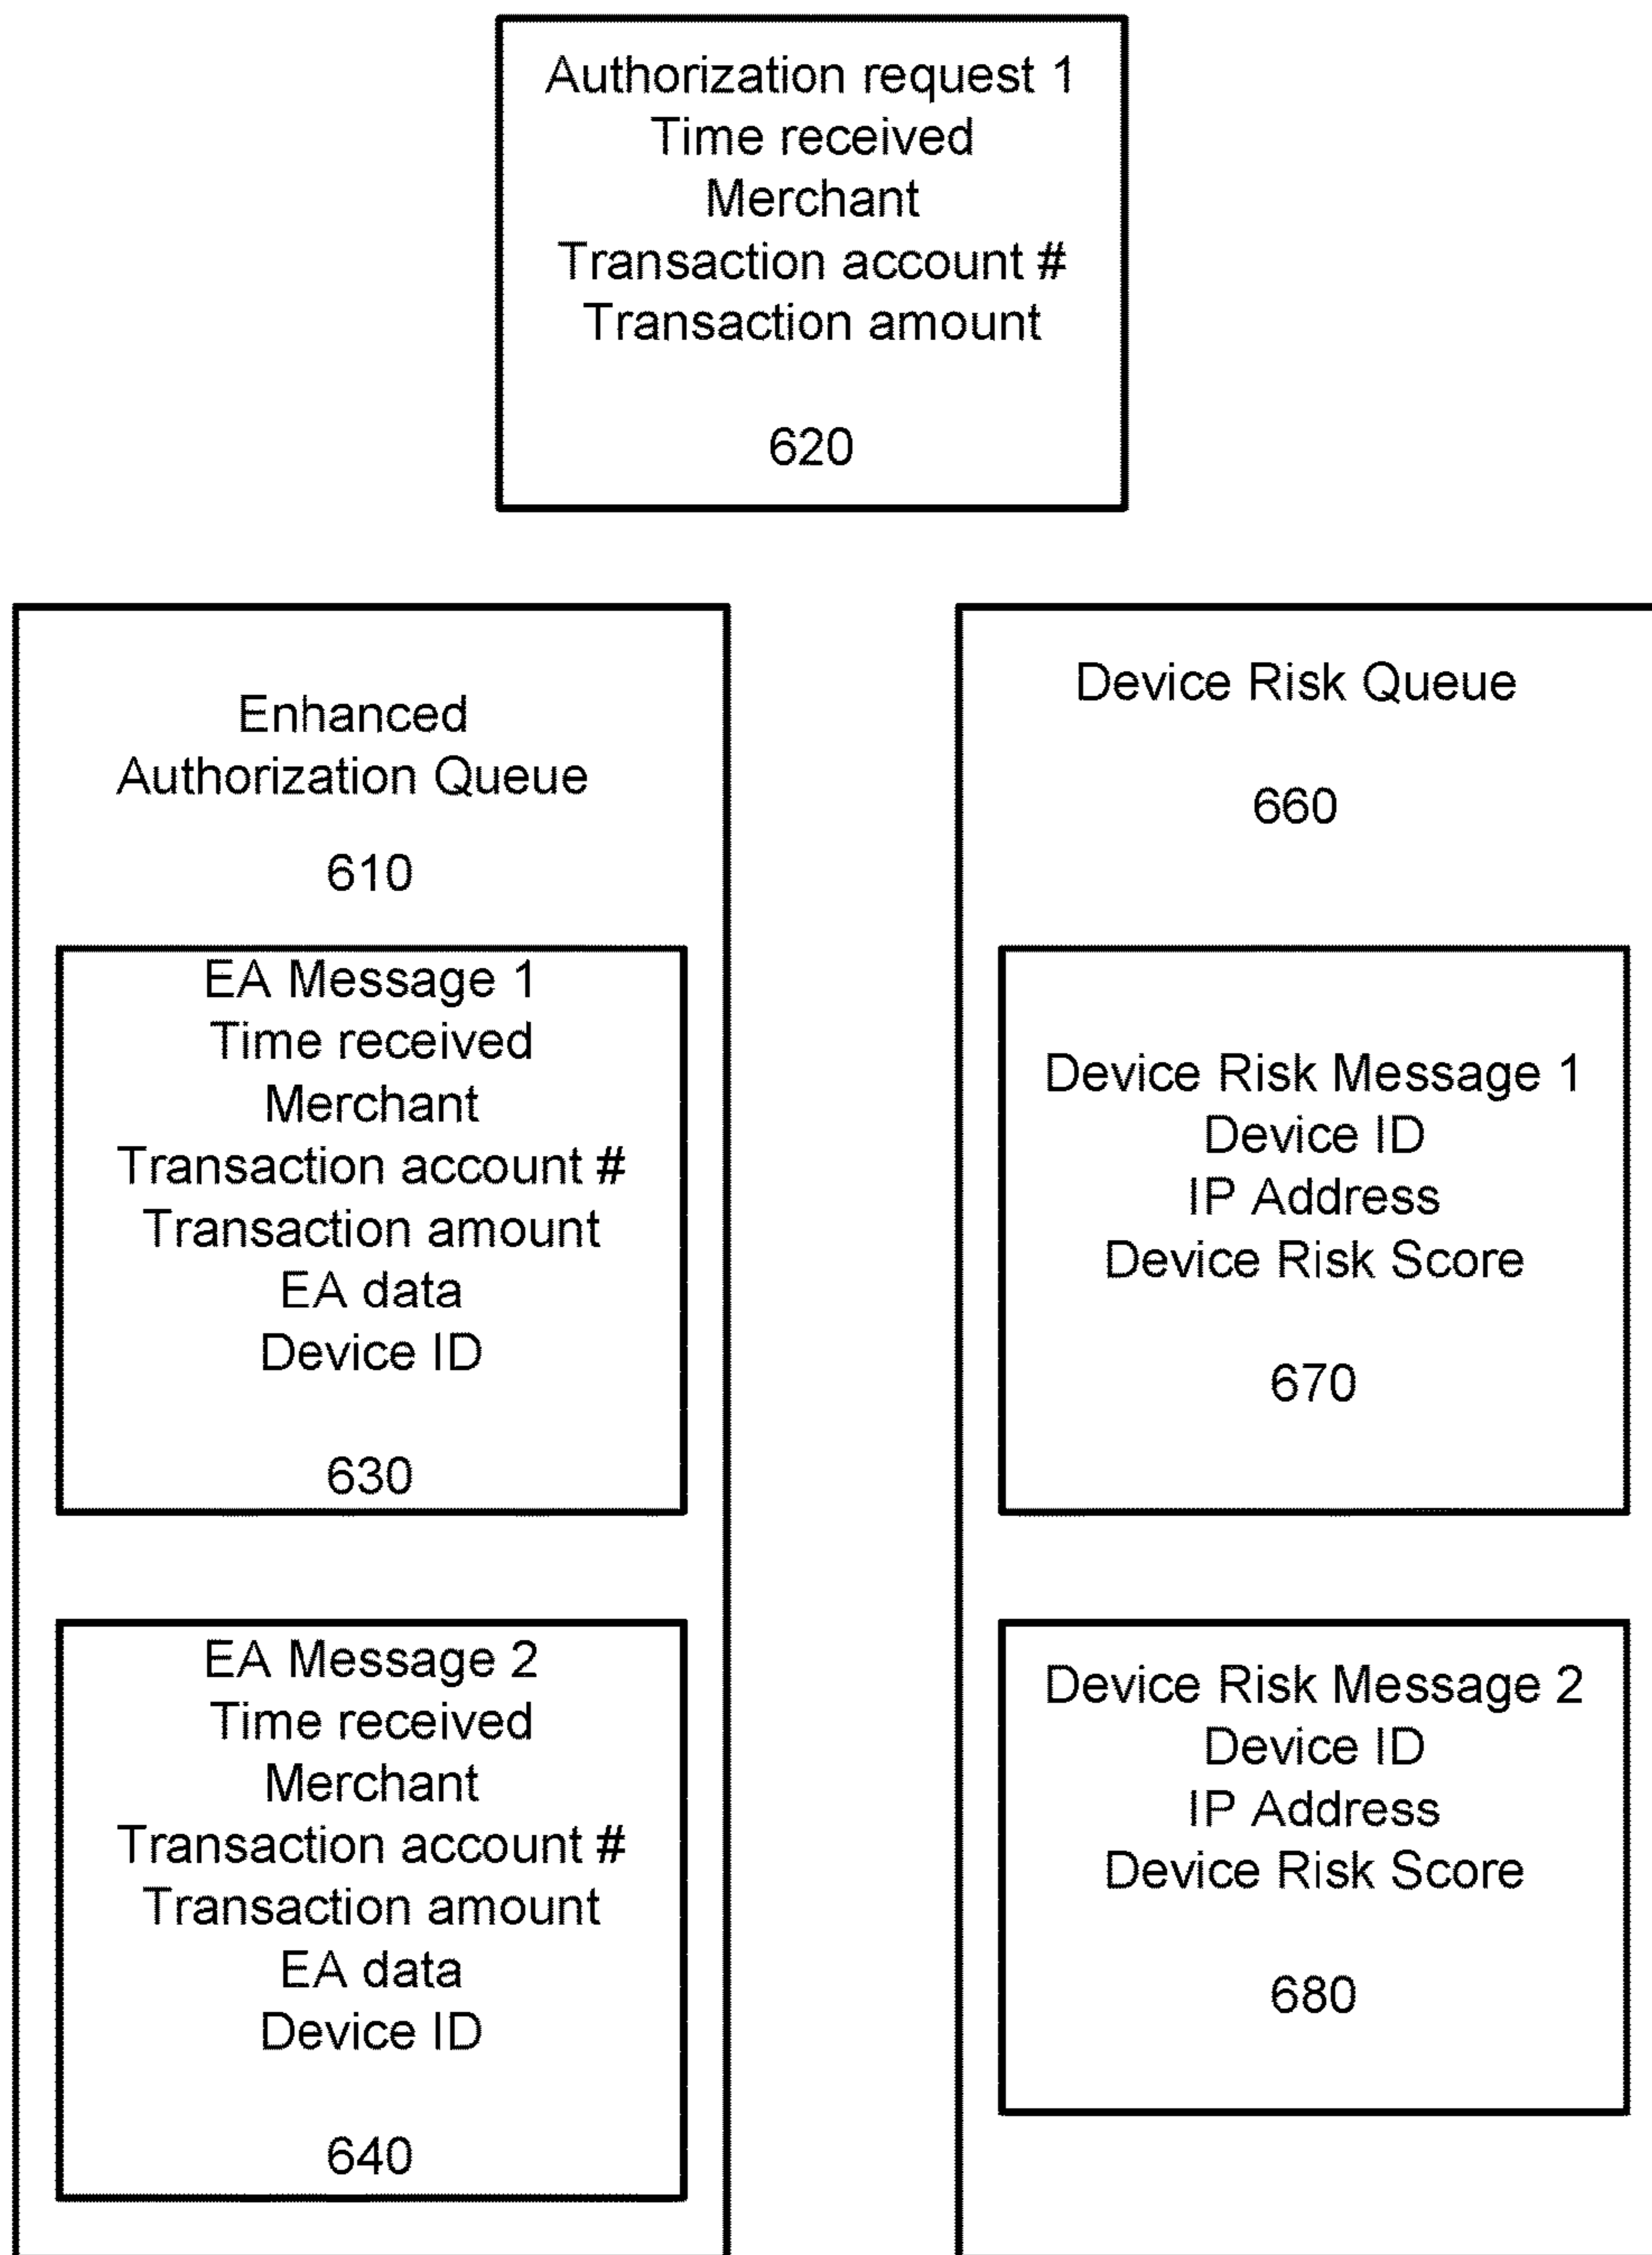 Authorization request 1
Time received
Merchant
Transaction account #
Transaction amount
620
Enhanced
Authorization Queue
610
EA Message 1
Time received
Merchant
Transaction account #
Transaction amount
EA data
Device ID
630
EA Message 2
Time received
Merchant
Transaction account #
Transaction amount
EA data
Device ID
640
Device Risk Queue
660
Device Risk Message 1
Device ID
IP Address
Device Risk Score
670
Device Risk Message 2
Device ID
IP Address
Device Risk Score
680